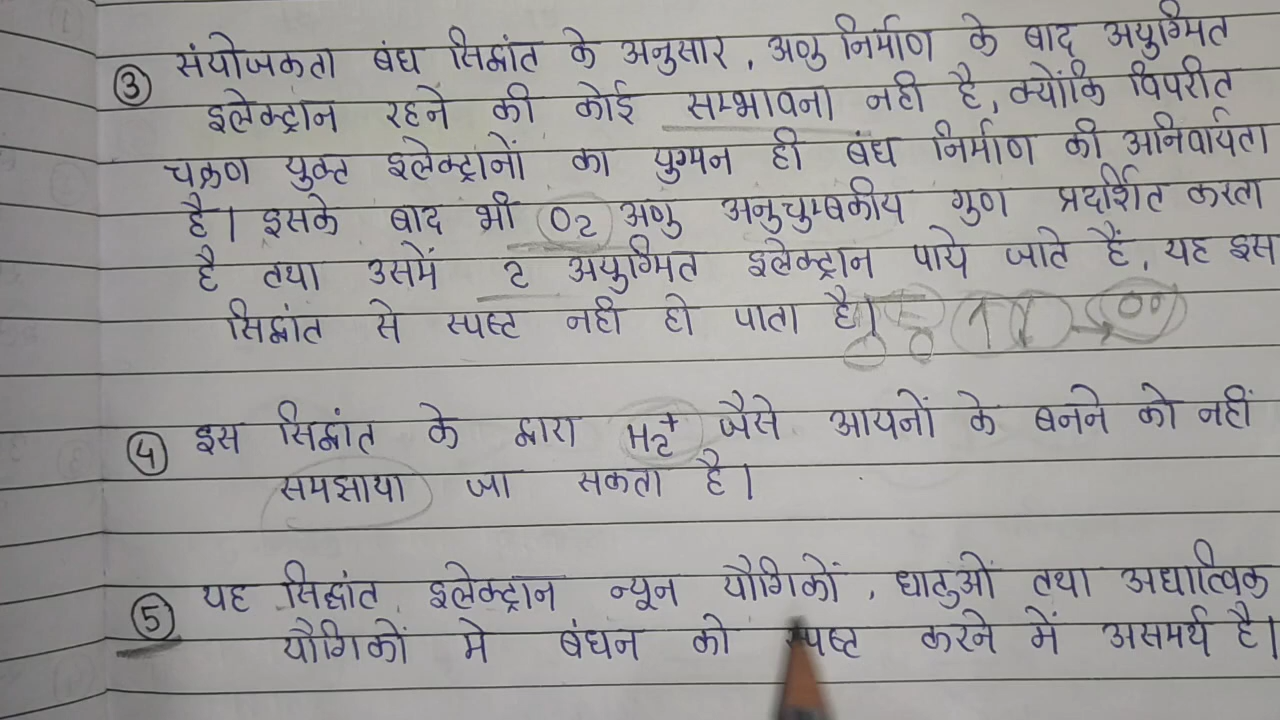 ③ संयोजकता बंध सिद्धांत के अनुसार, अणु निर्माण के बाद अयुग्मित
इलेक्ट्रान रहने की कोई सम्भावना नही है, क्योंकि विपरीत
चक्रण युक्त इलेक्ट्रानों का युग्मन ही बंध निर्माण की अनिवार्यता
है। इसके बाद भी O2 अणु अनुचुम्बकीय गुण प्रदर्शित करता
है तथा उसमें 2 अयुग्मित इलेक्ट्रान पाये जाते हैं, यह इस
सिद्धांत से स्पष्ट नही हो पाता है।
④ इस सिद्धांत के द्वारा H2+ जैसे आयनों के बनने को नहीं
समझाया जा सकता है।
⑤ यह सिद्धांत इलेक्ट्रान न्यून यौगिकों, धातुओं तथा अधात्विक
यौगिकों मे बंधन को स्पष्ट करने में असमर्थ है।